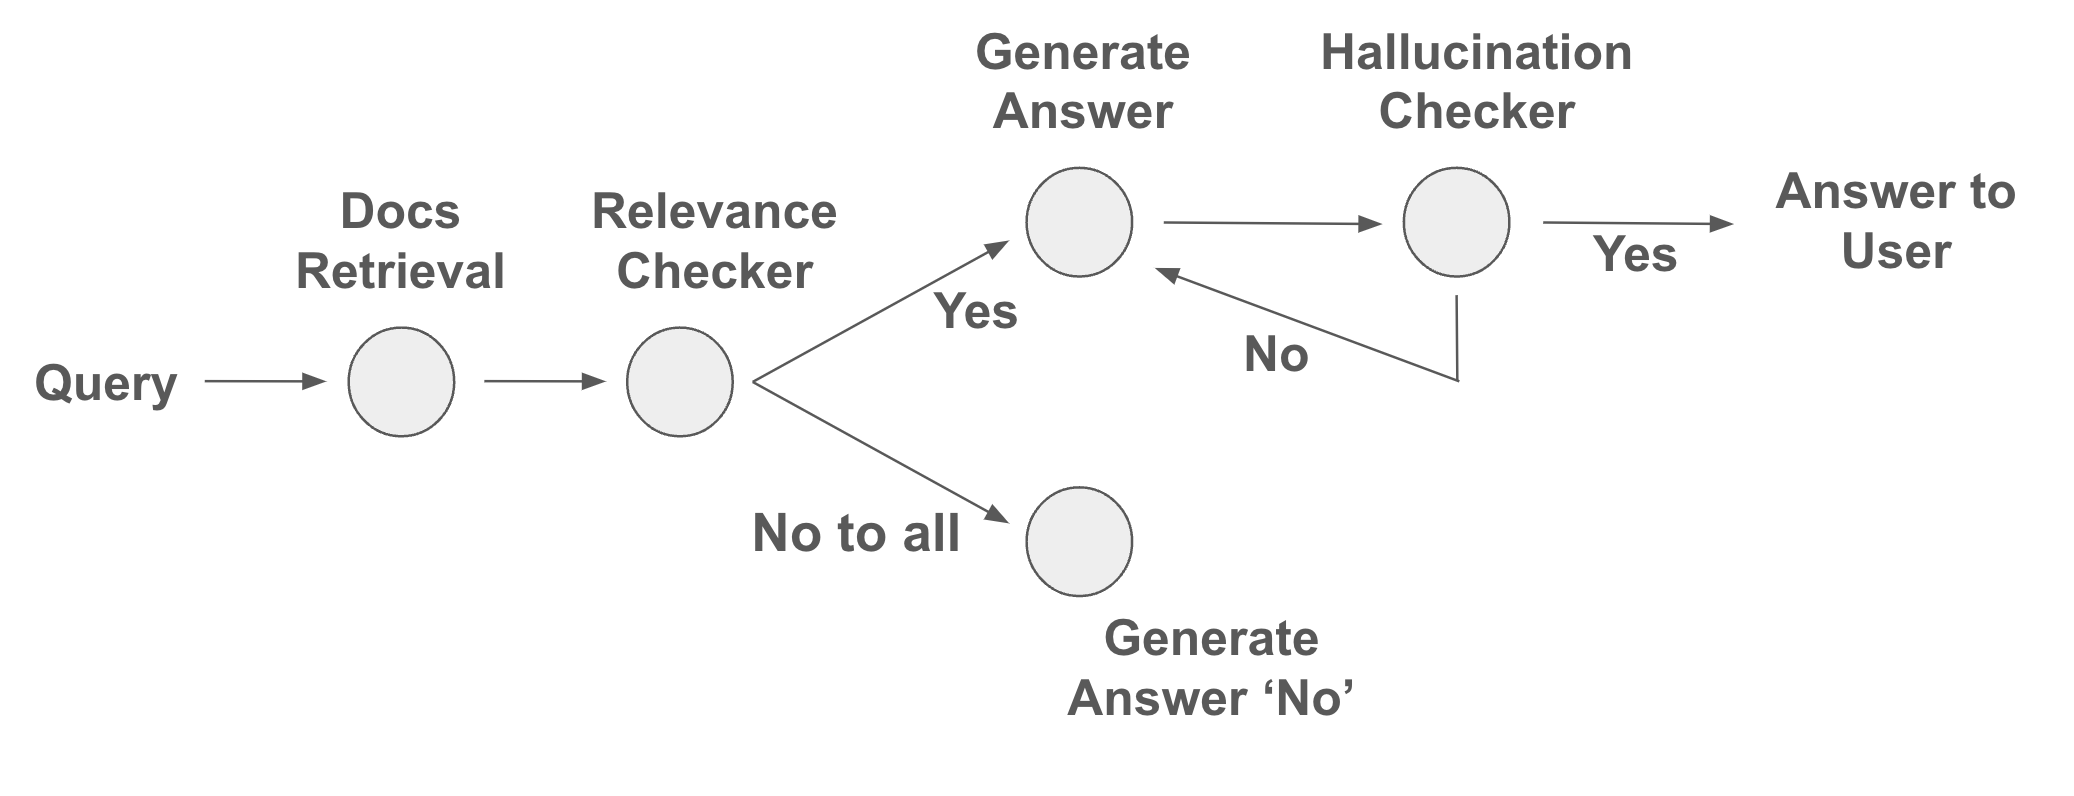 Generate
Answer
Hallucination
Checker
Docs
Retrieval
Relevance
Checker
Answer to
User
Yes
Yes
No
Query
No to all
Generate
Answer ‘No’